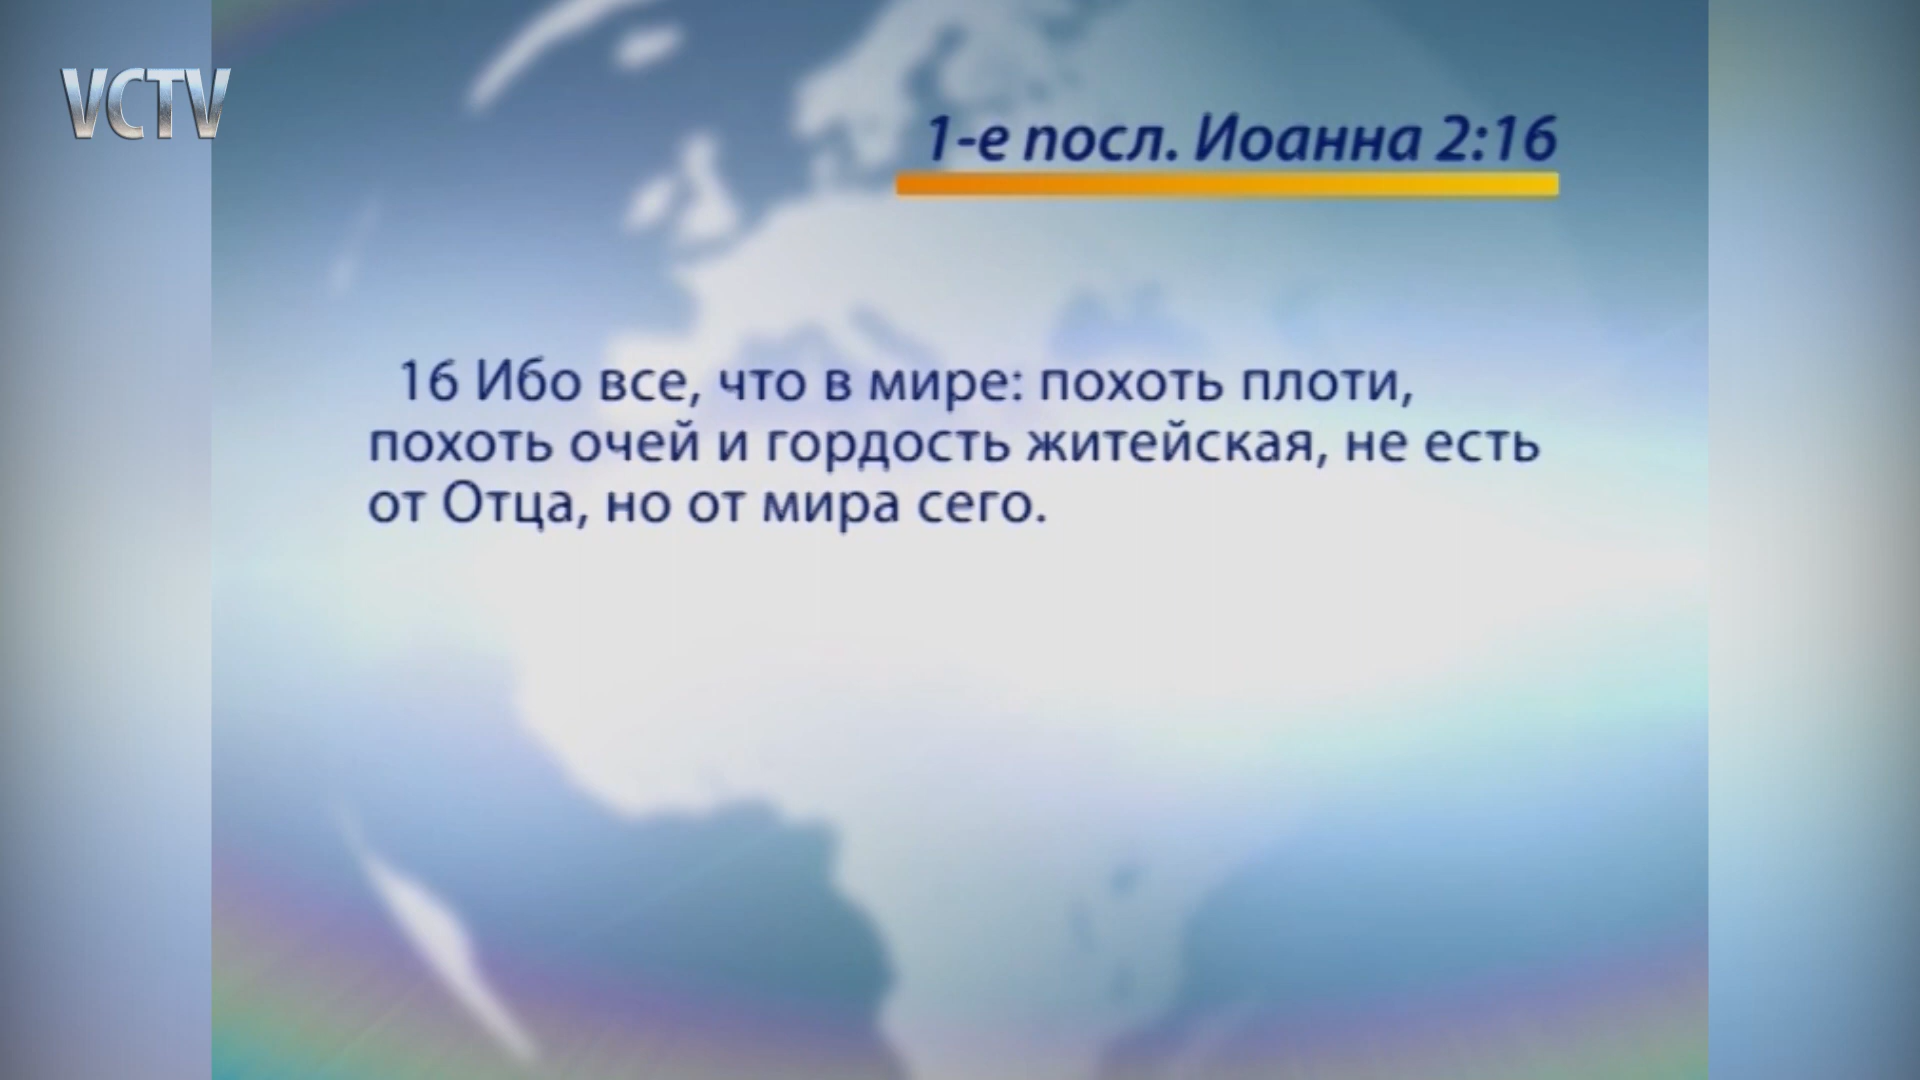 VCTV
1-е посл. Иоанна 2:16
16 Ибо все, что в мире: похоть плоти,
похоть очей и гордость житейская, не есть
от Отца, но от мира сего.